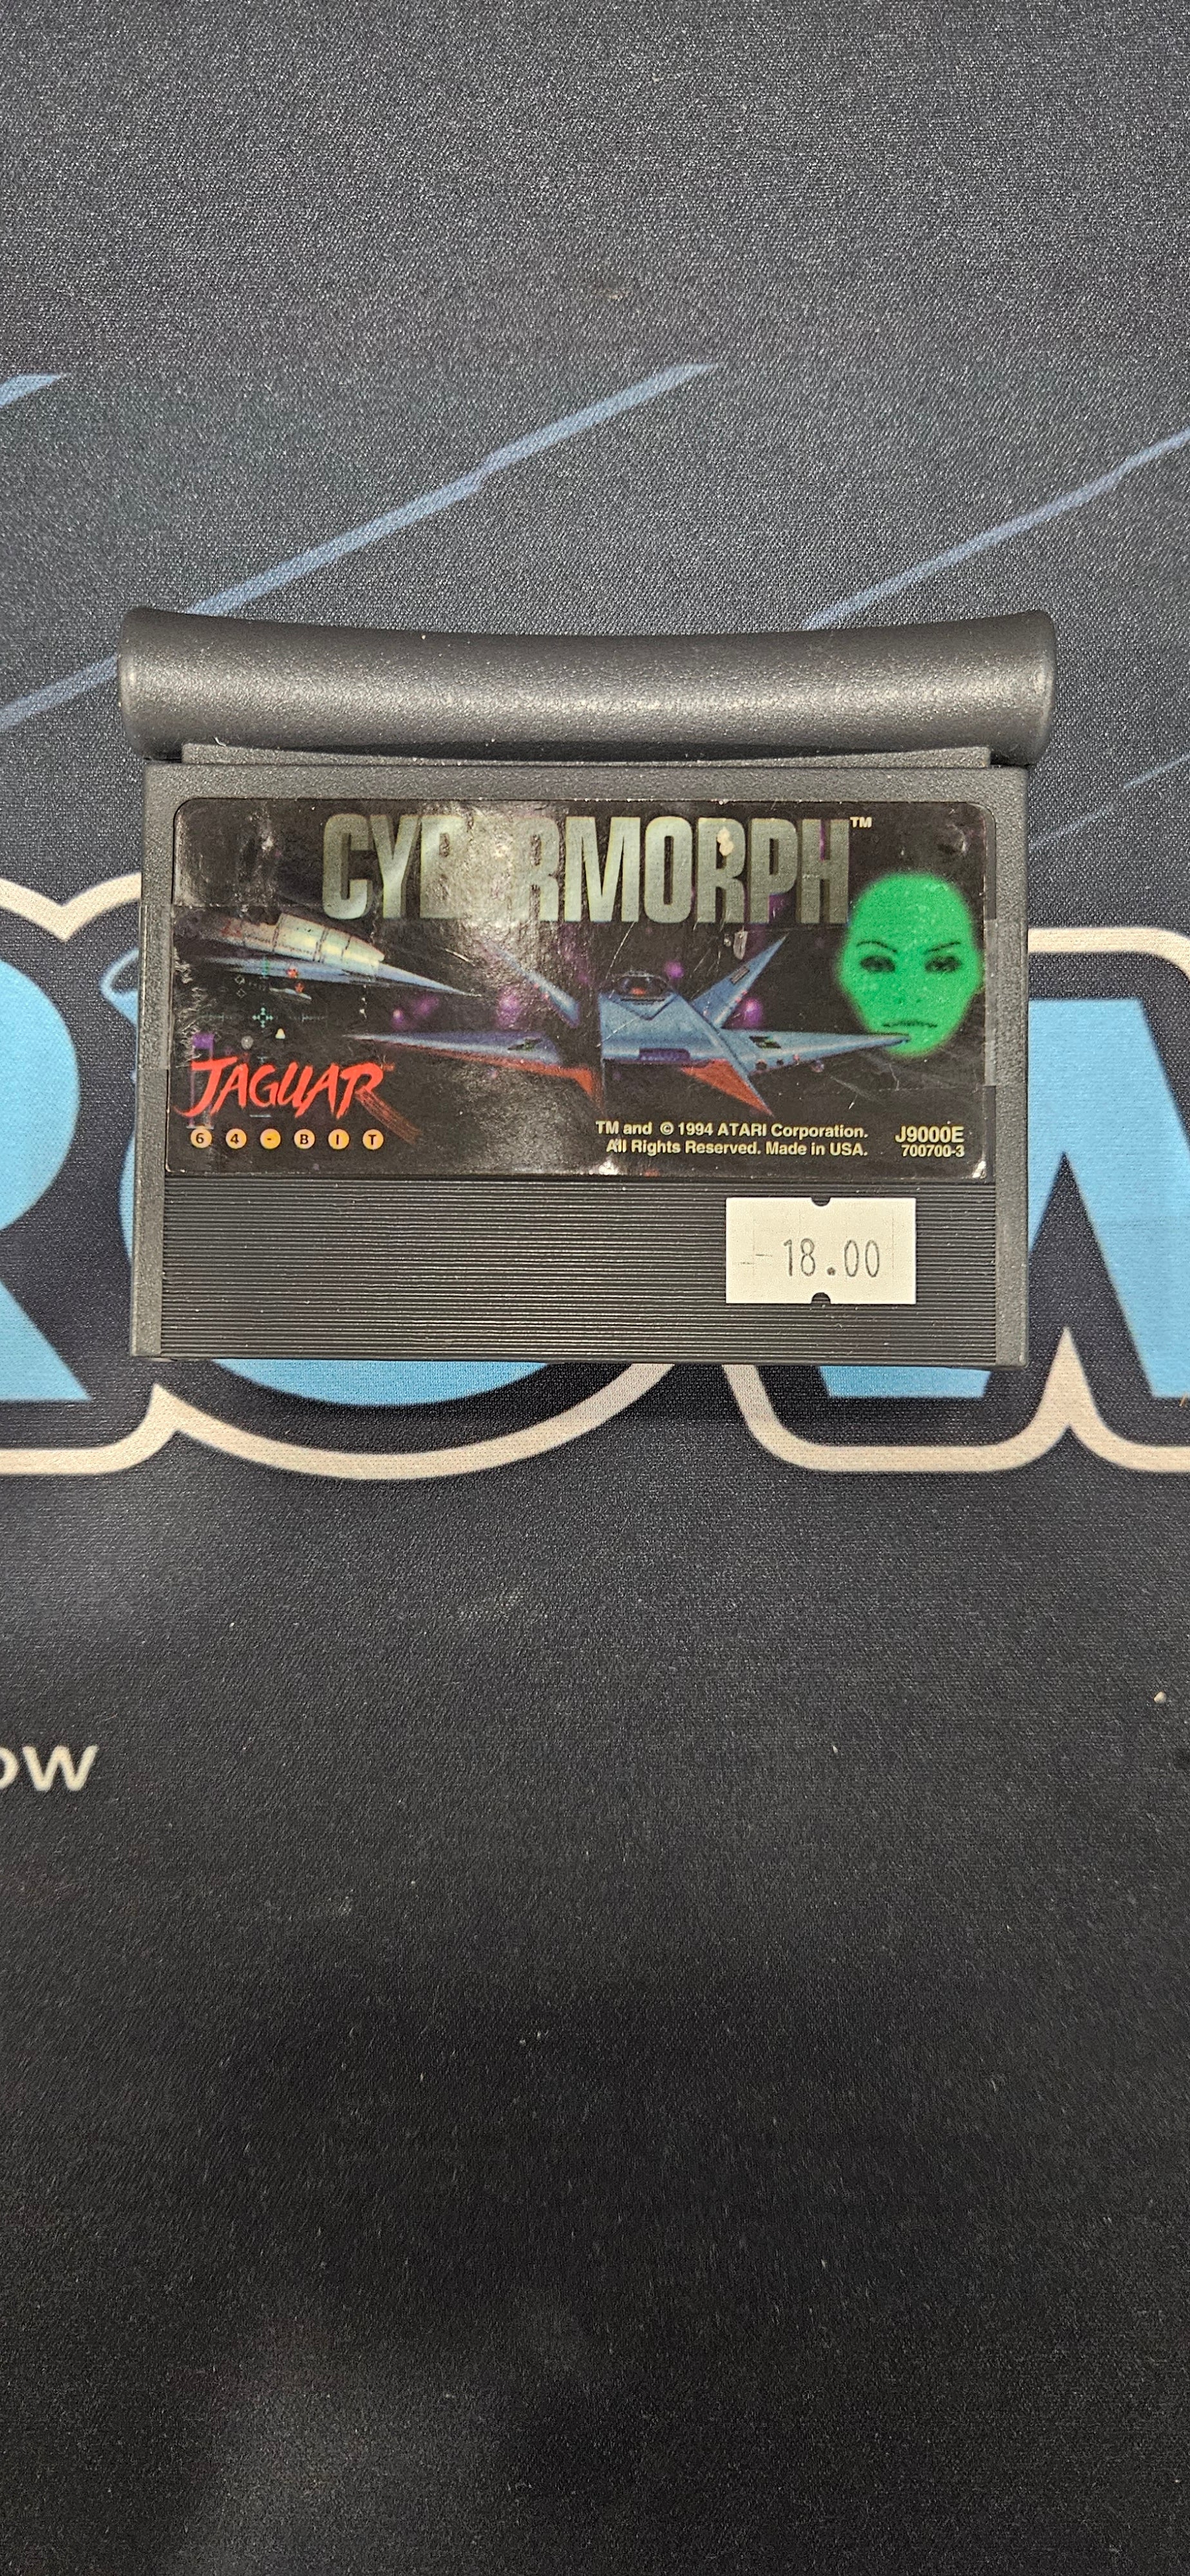 CYBERMORPH™
JAGUAR
64-BIT
TM and © 1994 ATARI Corporation.
All Rights Reserved. Made in USA.
J9000E
700700-3
18.00
ow